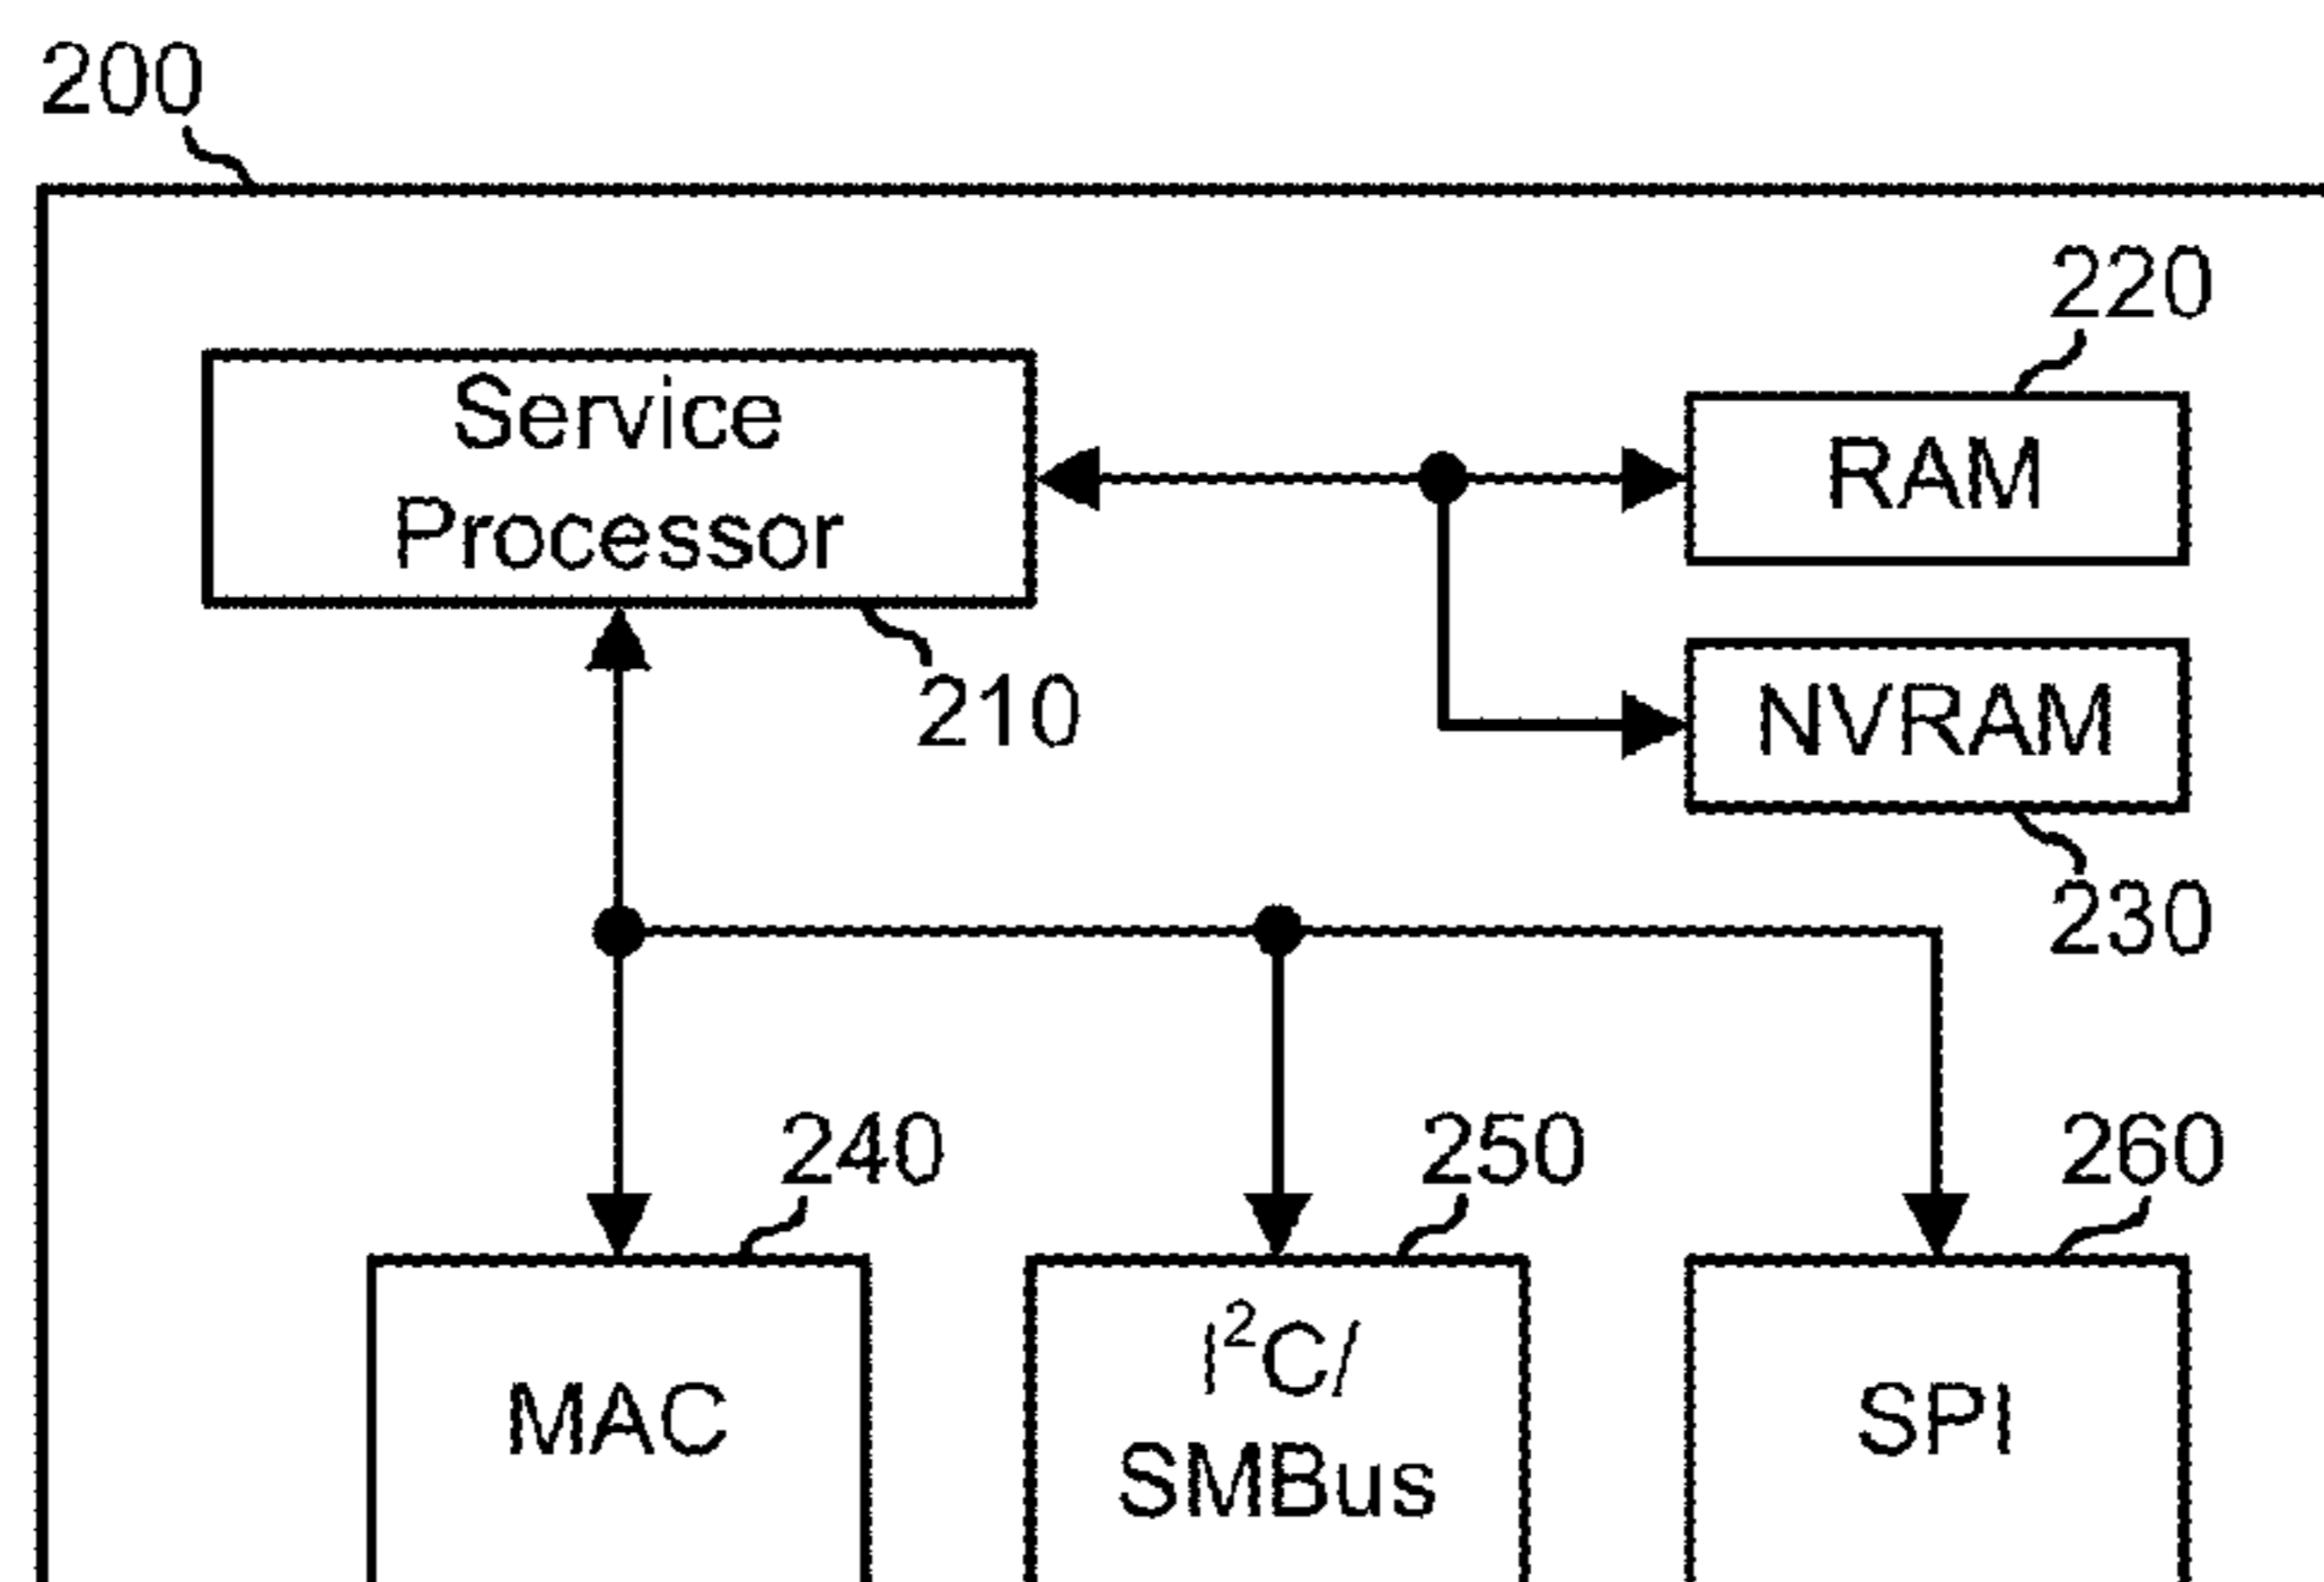 200
220
Service
Processor
RAM
210
NVRAM
230
240
250
260
MAC
I²C/
SMBus
SPI